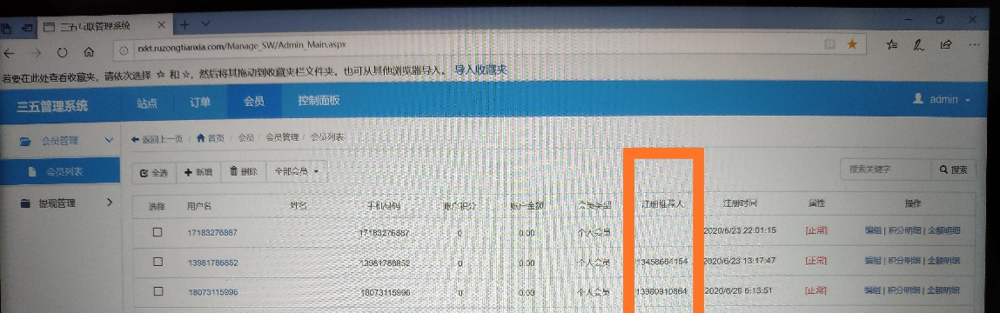 三五互联管理系统
rxkt.ruzongtianxia.com/Manage_SW/Admin_Main.aspx
若要在此处查看收藏夹，请依次选择 ☆ 和 ☆，然后将其拖动到收藏夹栏文件夹。也可从其他浏览器导入。 导入收藏夹
三五管理系统 站点 订单 会员 控制面板 admin
会员管理 返回上一页 / 首页 / 会员 / 会员管理 / 会员列表
会员列表 全选 新增 删除 全部会员 搜索关键字 搜索
提现管理
选择 用户名 姓名 手机号码 账户积分 账户金额 会员类型 注册推荐人 注册时间 属性 操作
17183276887 17183276887 0 0.00 个人会员 2020/6/23 22:01:15 [正常] 编辑 | 积分明细 | 金额明细
13981786852 13981786852 0 0.00 个人会员 13458664154 2020/6/23 13:17:47 [正常] 编辑 | 积分明细 | 金额明细
18073115996 18073115996 0 0.00 个人会员 13980910864 2020/6/20 6:13:51 [正常] 编辑 | 积分明细 | 金额明细